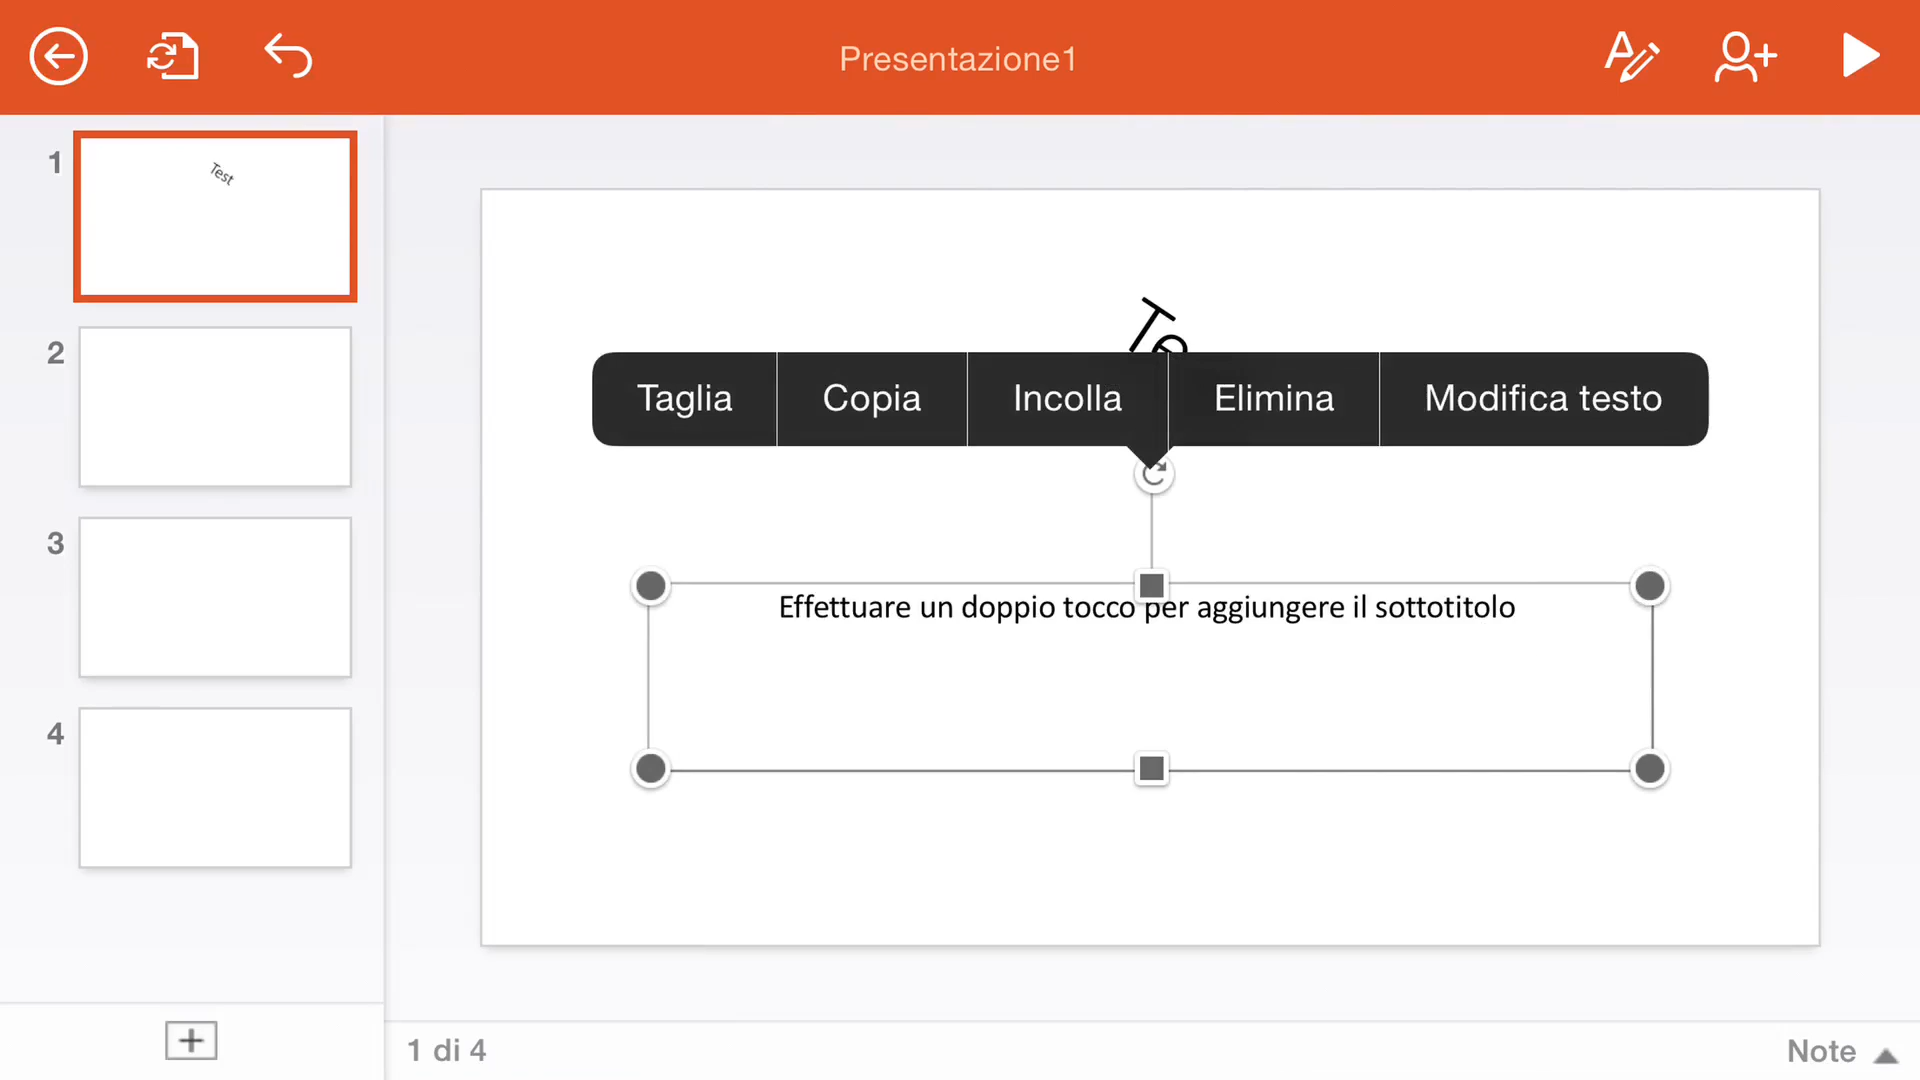 Presentazione1
1
Test
2
3
4
Te
Taglia
Copia
Incolla
Elimina
Modifica testo
Effettuare un doppio tocco per aggiungere il sottotitolo
1 di 4
Note